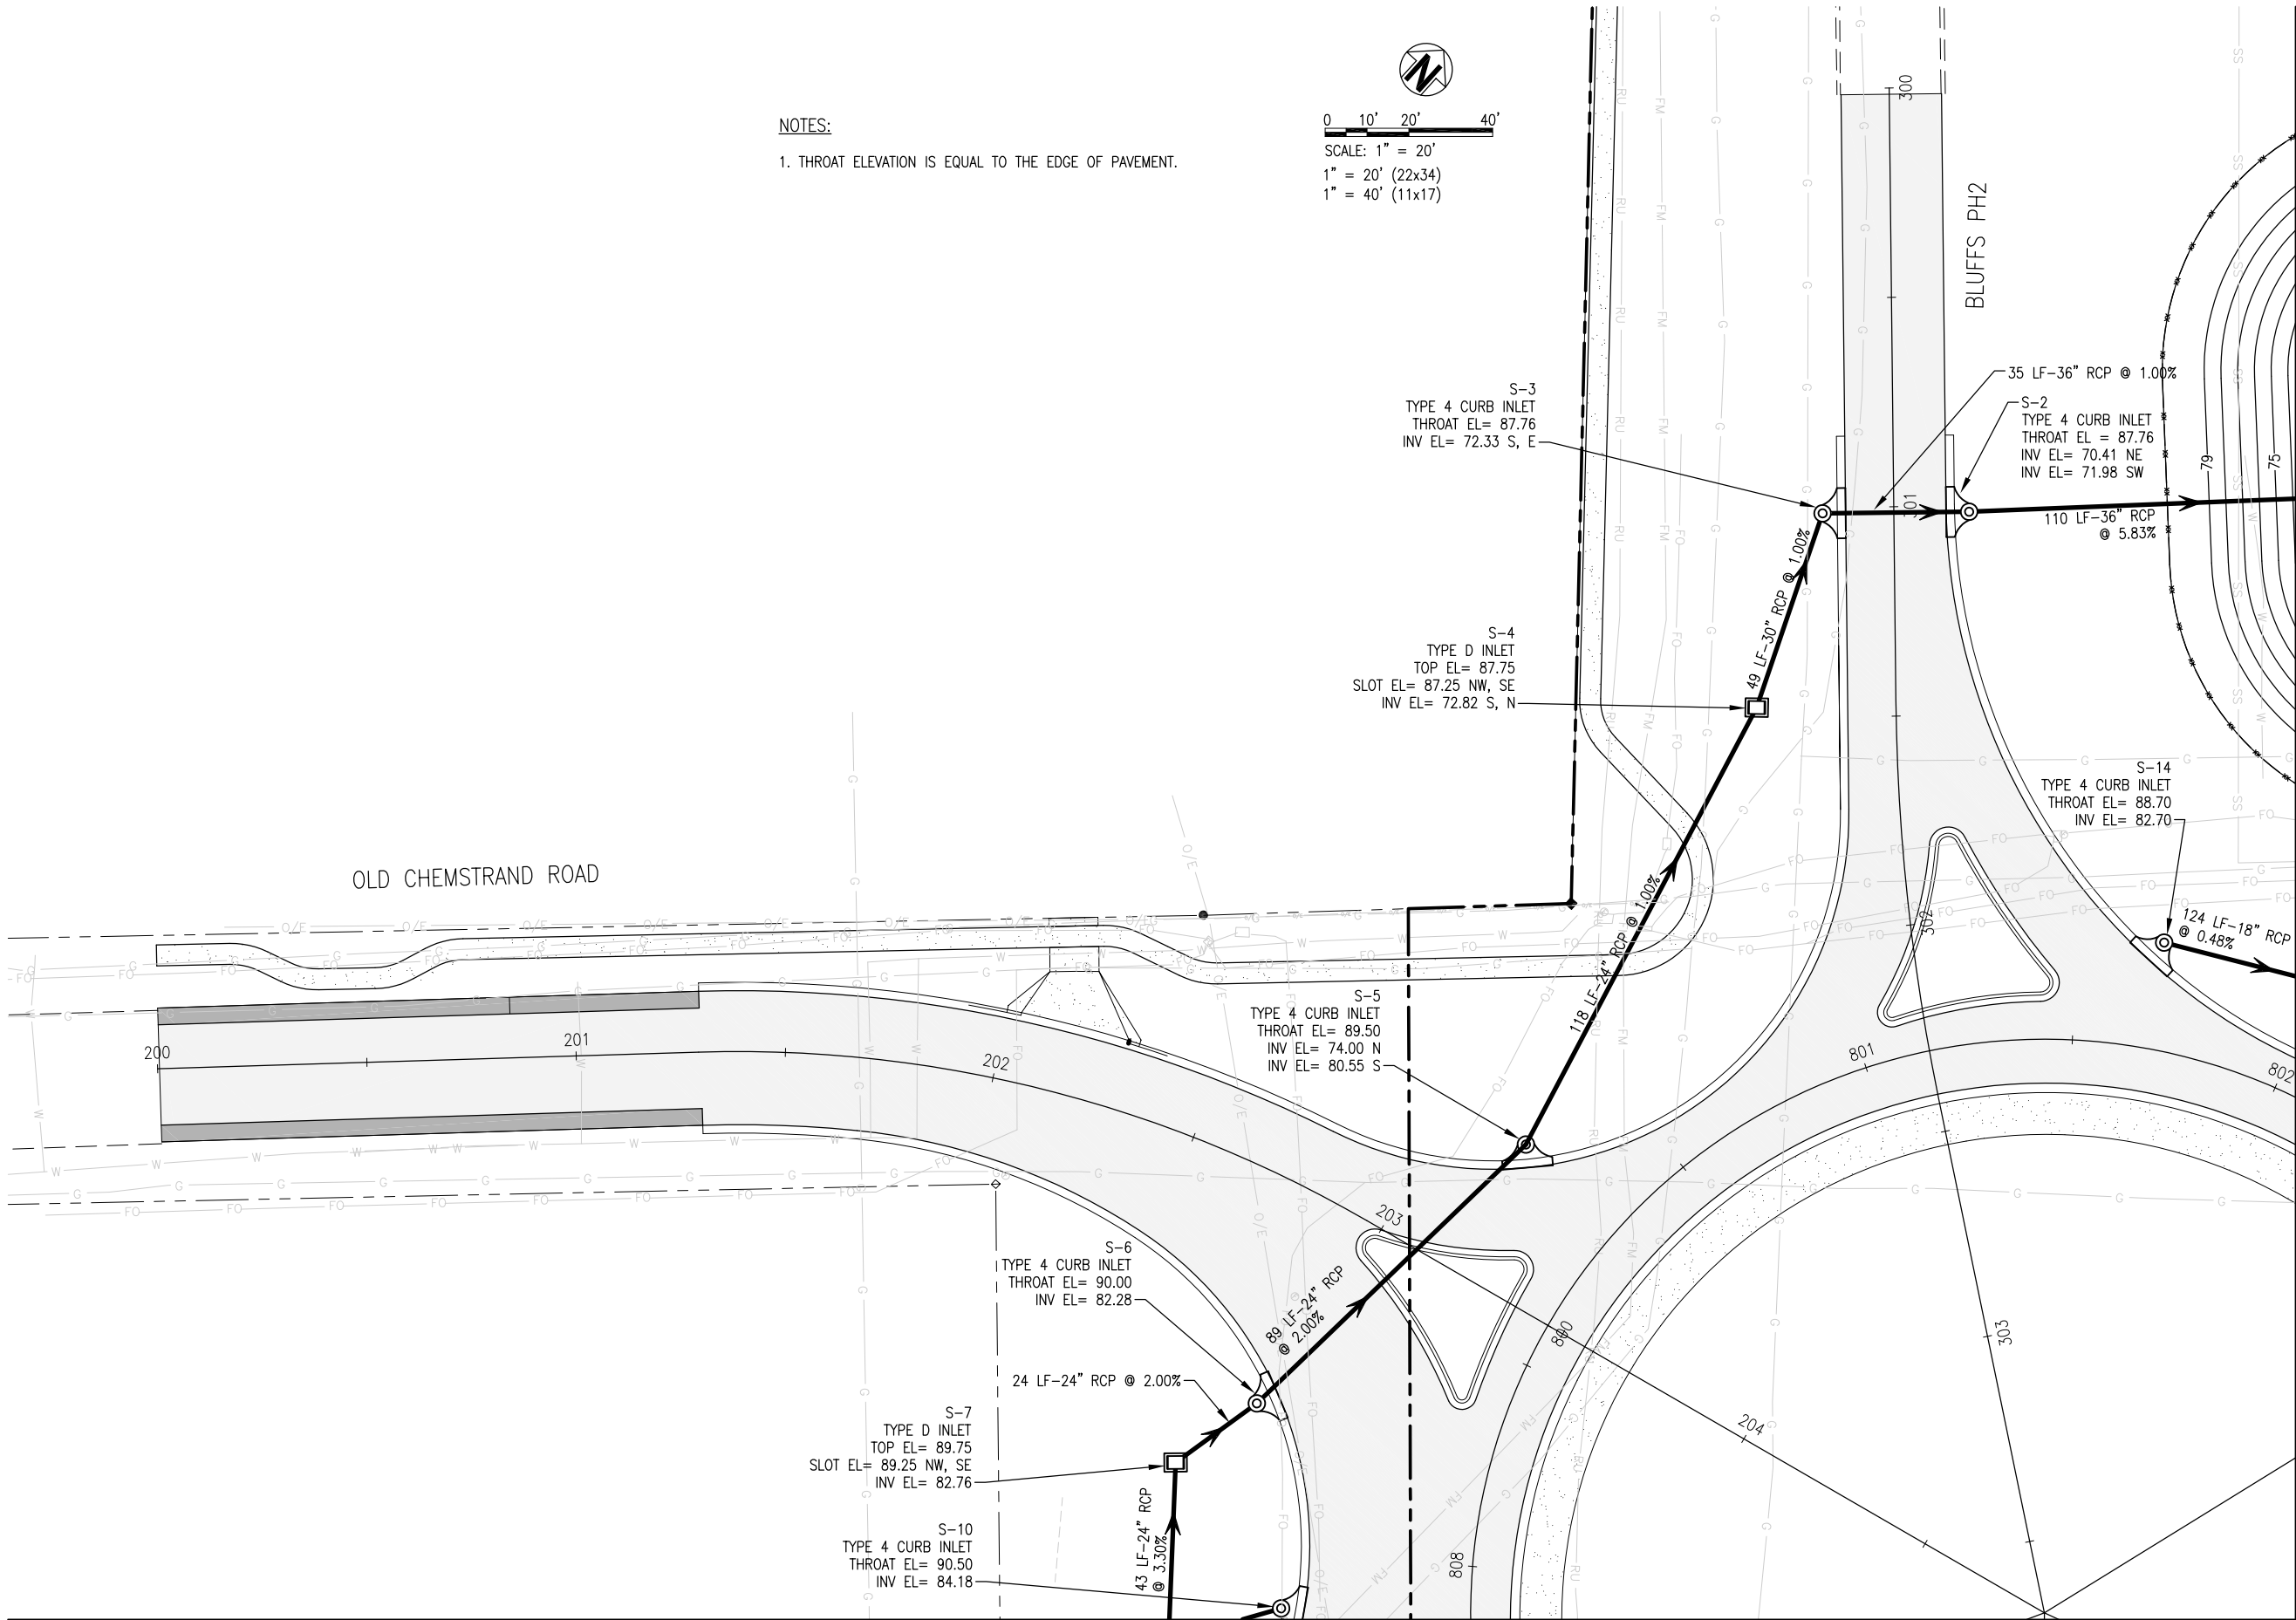 NOTES:
1. THROAT ELEVATION IS EQUAL TO THE EDGE OF PAVEMENT.
N
0 10' 20' 40'
SCALE: 1" = 20'
1" = 20' (22x34)
1" = 40' (11x17)
300
BLUFFS PH2
S-3
TYPE 4 CURB INLET
THROAT EL= 87.76
INV EL= 72.33 S, E
35 LF-36" RCP @ 1.00%
S-2
TYPE 4 CURB INLET
THROAT EL = 87.76
INV EL= 70.41 NE
INV EL= 71.98 SW
79
75
301
110 LF-36" RCP
@ 5.83%
49 LF-30" RCP @ 1.00%
S-4
TYPE D INLET
TOP EL= 87.75
SLOT EL= 87.25 NW, SE
INV EL= 72.82 S, N
S-14
TYPE 4 CURB INLET
THROAT EL= 88.70
INV EL= 82.70
OLD CHEMSTRAND ROAD
118 LF-24" RCP @ 1.00%
302
124 LF-18" RCP
@ 0.48%
S-5
TYPE 4 CURB INLET
THROAT EL= 89.50
INV EL= 74.00 N
INV EL= 80.55 S
200
201
202
801
802
203
S-6
TYPE 4 CURB INLET
THROAT EL= 90.00
INV EL= 82.28
89 LF-24" RCP
@ 2.00%
800
303
24 LF-24" RCP @ 2.00%
S-7
TYPE D INLET
TOP EL= 89.75
SLOT EL= 89.25 NW, SE
INV EL= 82.76
204
43 LF-24" RCP
@ 3.30%
S-10
TYPE 4 CURB INLET
THROAT EL= 90.50
INV EL= 84.18
808